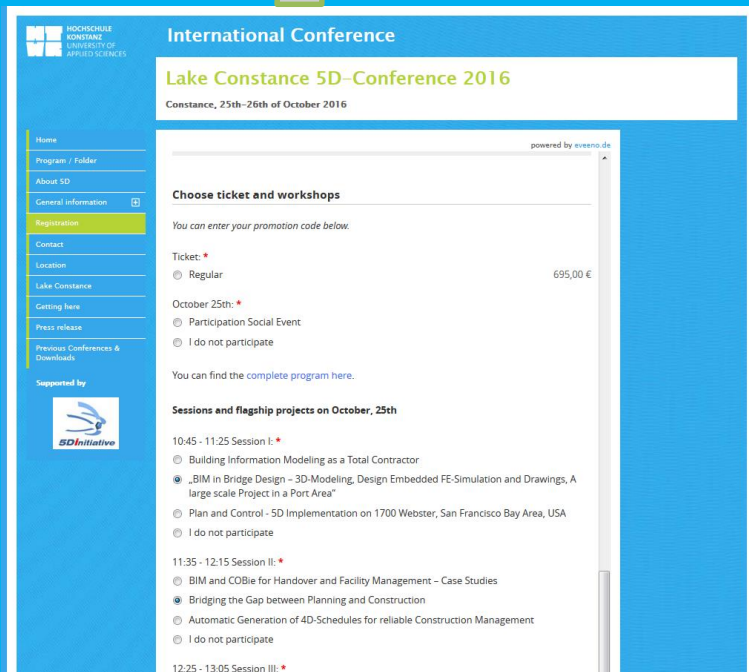 HOCHSCHULE
KONSTANZ
UNIVERSITY OF
APPLIED SCIENCES
International Conference
Lake Constance 5D-Conference 2016
Constance, 25th-26th of October 2016
Home
Program / Folder
About 5D
General information
Registration
Contact
Location
Lake Constance
Getting here
Press release
Previous Conferences &
Downloads
Supported by
5DInitiative
powered by eveeno.de
Choose ticket and workshops
You can enter your promotion code below.
Ticket: *
Regular 695,00 €
October 25th: *
Participation Social Event
I do not participate
You can find the complete program here.
Sessions and flagship projects on October, 25th
10:45 - 11:25 Session I: *
Building Information Modeling as a Total Contractor
„BIM in Bridge Design – 3D-Modeling, Design Embedded FE-Simulation and Drawings, A
large scale Project in a Port Area"
Plan and Control - 5D Implementation on 1700 Webster, San Francisco Bay Area, USA
I do not participate
11:35 - 12:15 Session II: *
BIM and COBie for Handover and Facility Management – Case Studies
Bridging the Gap between Planning and Construction
Automatic Generation of 4D-Schedules for reliable Construction Management
I do not participate
12:25 - 13:05 Session III: *